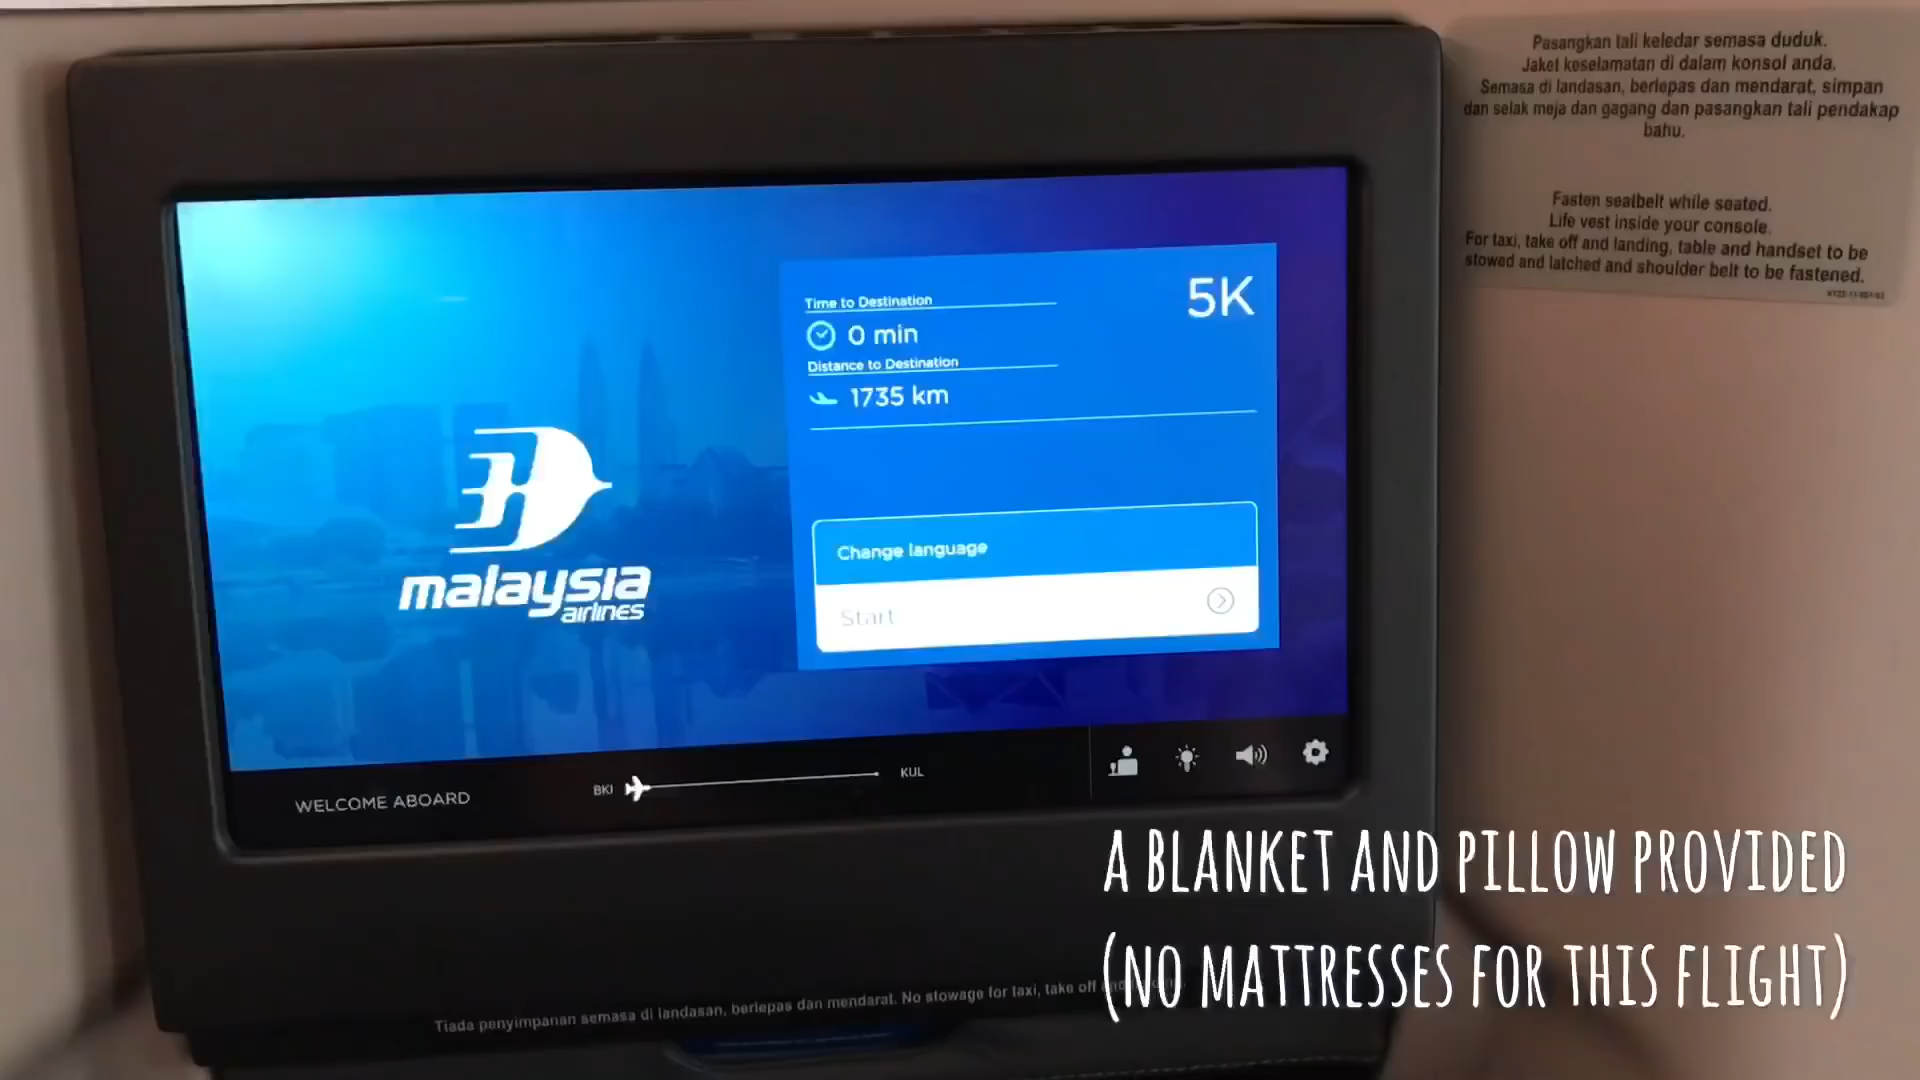 Pasangkan tali keledar semasa duduk.
Jaket keselamatan di dalam konsol anda.
Semasa di landasan, berlepas dan mendarat, simpan
dan selak meja dan gagang dan pasangkan tali pendakap
bahu.
Fasten seatbelt while seated.
Life vest inside your console.
For taxi, take off and landing, table and handset to be
stowed and latched and shoulder belt to be fastened.
5K
Time to Destination
0 min
Distance to Destination
1735 km
Change language
Start
malaysia
airlines
WELCOME ABOARD
BKI
KUL
A BLANKET AND PILLOW PROVIDED
(NO MATTRESSES FOR THIS FLIGHT)
Tiada penyimpanan semasa di landasan, berlepas dan mendarat. No stowage for taxi, take off